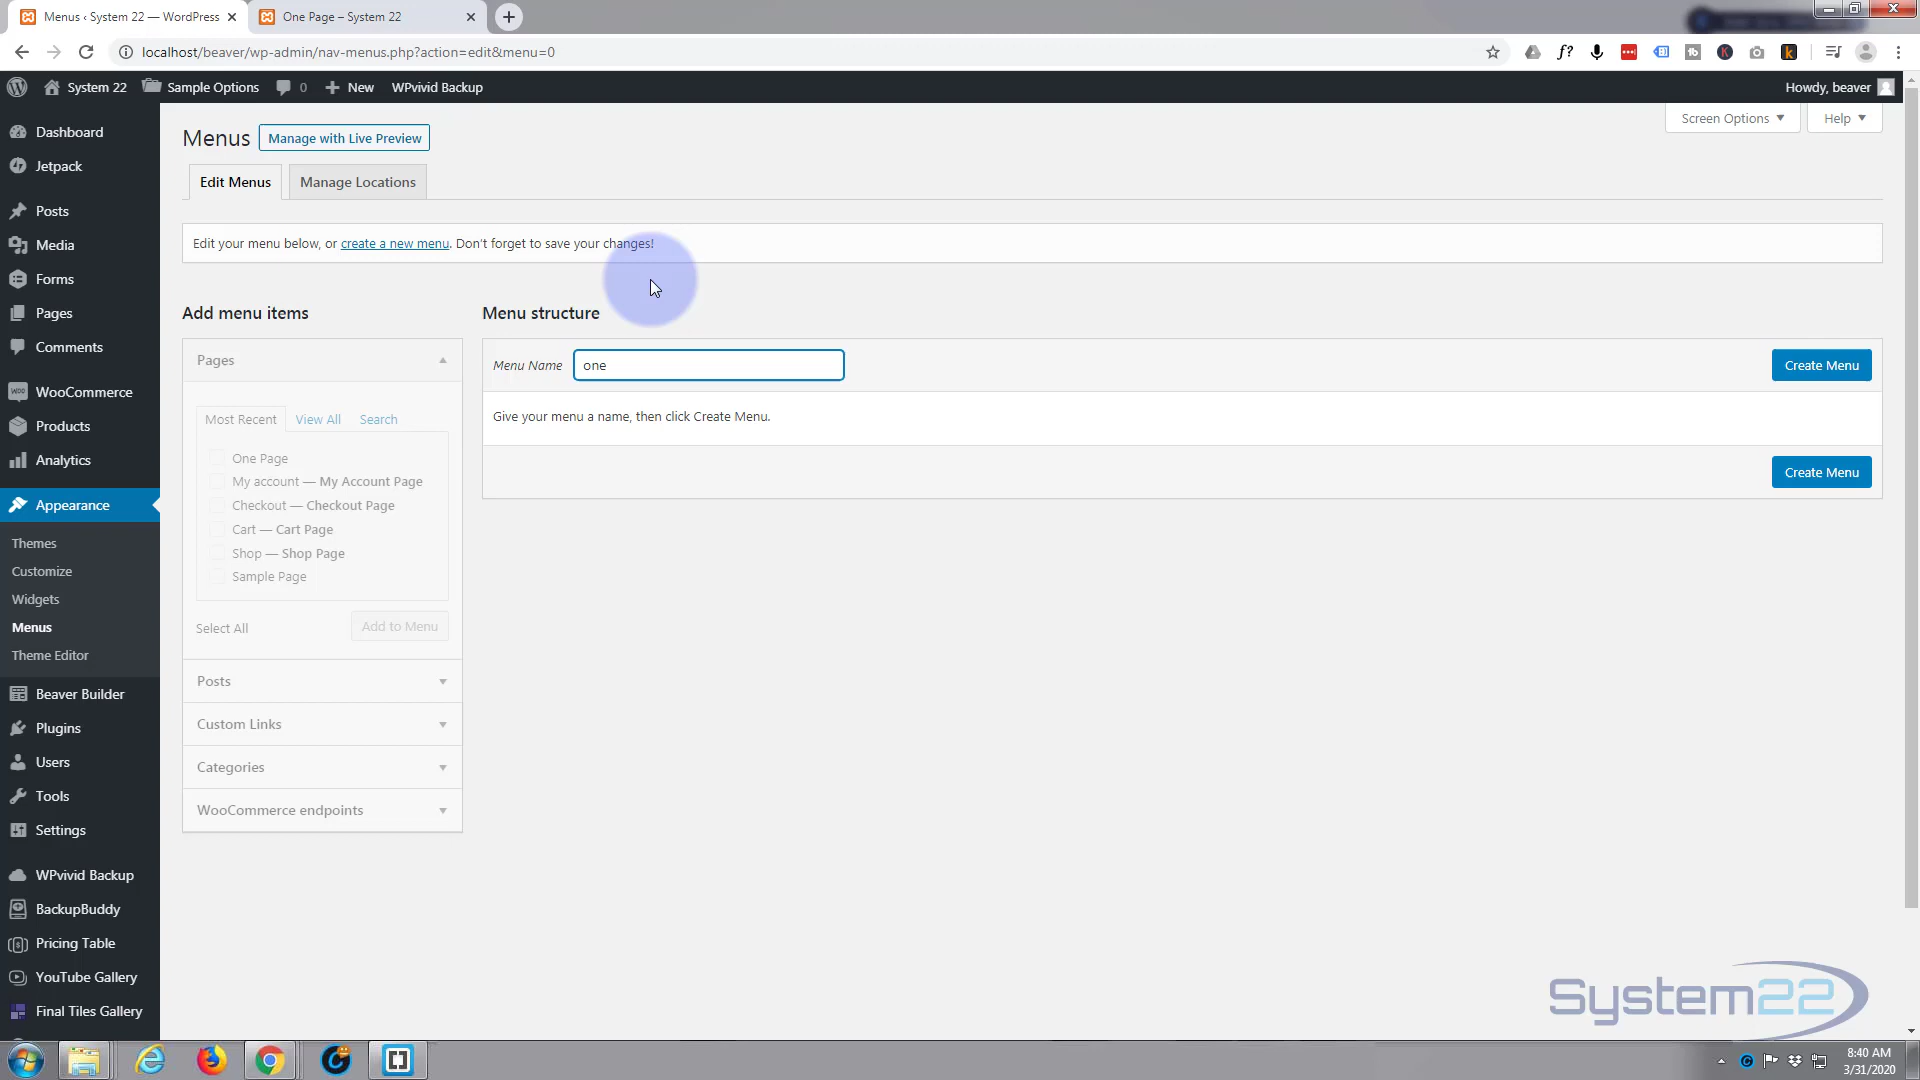 Menus ‹ System 22 — WordPress
One Page – System 22
localhost/beaver/wp-admin/nav-menus.php?action=edit&menu=0
System 22
Sample Options
0
New
WPvivid Backup
Howdy, beaver
Dashboard
Jetpack
Posts
Media
Forms
Pages
Comments
WooCommerce
Products
Analytics
Appearance
Themes
Customize
Widgets
Menus
Theme Editor
Beaver Builder
Plugins
Users
Tools
Settings
WPvivid Backup
BackupBuddy
Pricing Table
YouTube Gallery
Final Tiles Gallery
Screen Options
Help
Menus
Manage with Live Preview
Edit Menus
Manage Locations
Edit your menu below, or create a new menu. Don't forget to save your changes!
Add menu items
Pages
Most Recent
View All
Search
One Page
My account — My Account Page
Checkout — Checkout Page
Cart — Cart Page
Shop — Shop Page
Sample Page
Select All
Add to Menu
Posts
Custom Links
Categories
WooCommerce endpoints
Menu structure
Menu Name
one
Create Menu
Give your menu a name, then click Create Menu.
Create Menu
System22
8:40 AM
3/31/2020